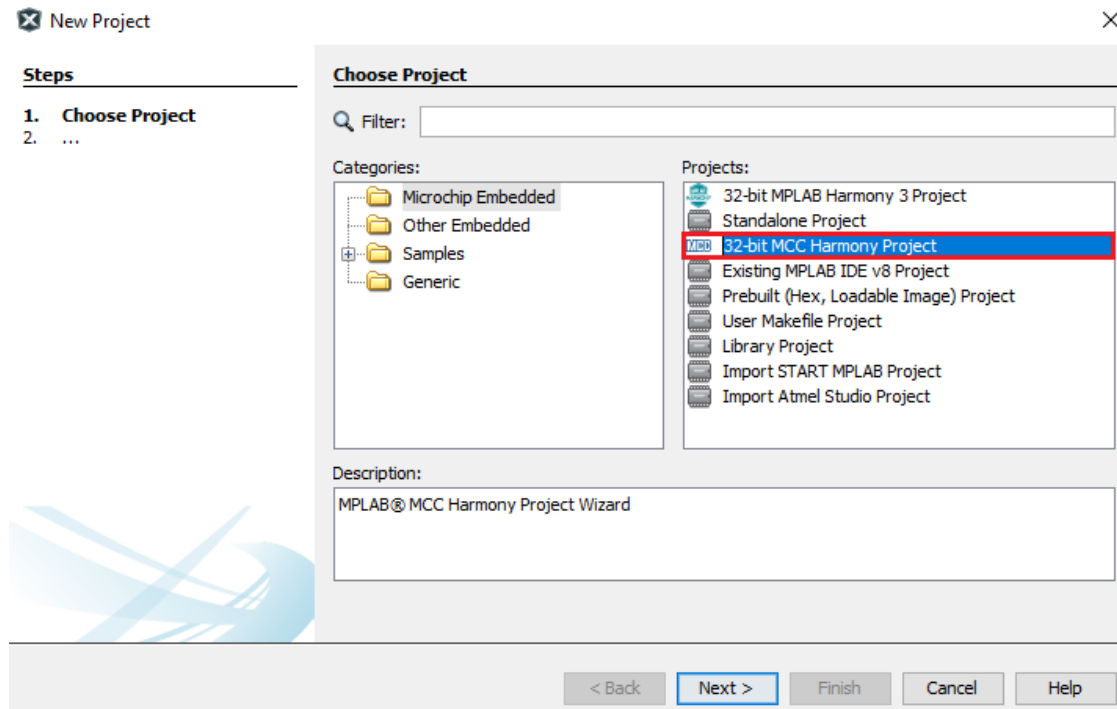 New Project
Steps
1. Choose Project
2. ...
Choose Project
Filter:
Categories:
Microchip Embedded
Other Embedded
Samples
Generic
Projects:
32-bit MPLAB Harmony 3 Project
Standalone Project
MCC 32-bit MCC Harmony Project
Existing MPLAB IDE v8 Project
Prebuilt (Hex, Loadable Image) Project
User Makefile Project
Library Project
Import START MPLAB Project
Import Atmel Studio Project
Description:
MPLAB® MCC Harmony Project Wizard
< Back Next > Finish Cancel Help